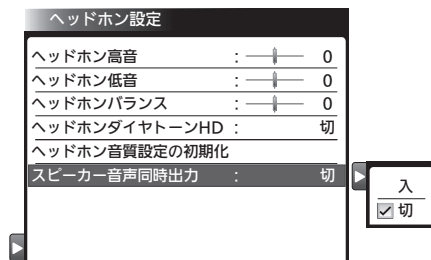 ヘッドホン設定
ヘッドホン高音 : 0
ヘッドホン低音 : 0
ヘッドホンバランス : 0
ヘッドホンダイヤトーンHD : 切
ヘッドホン音質設定の初期化
スピーカー音声同時出力 : 切
入
切